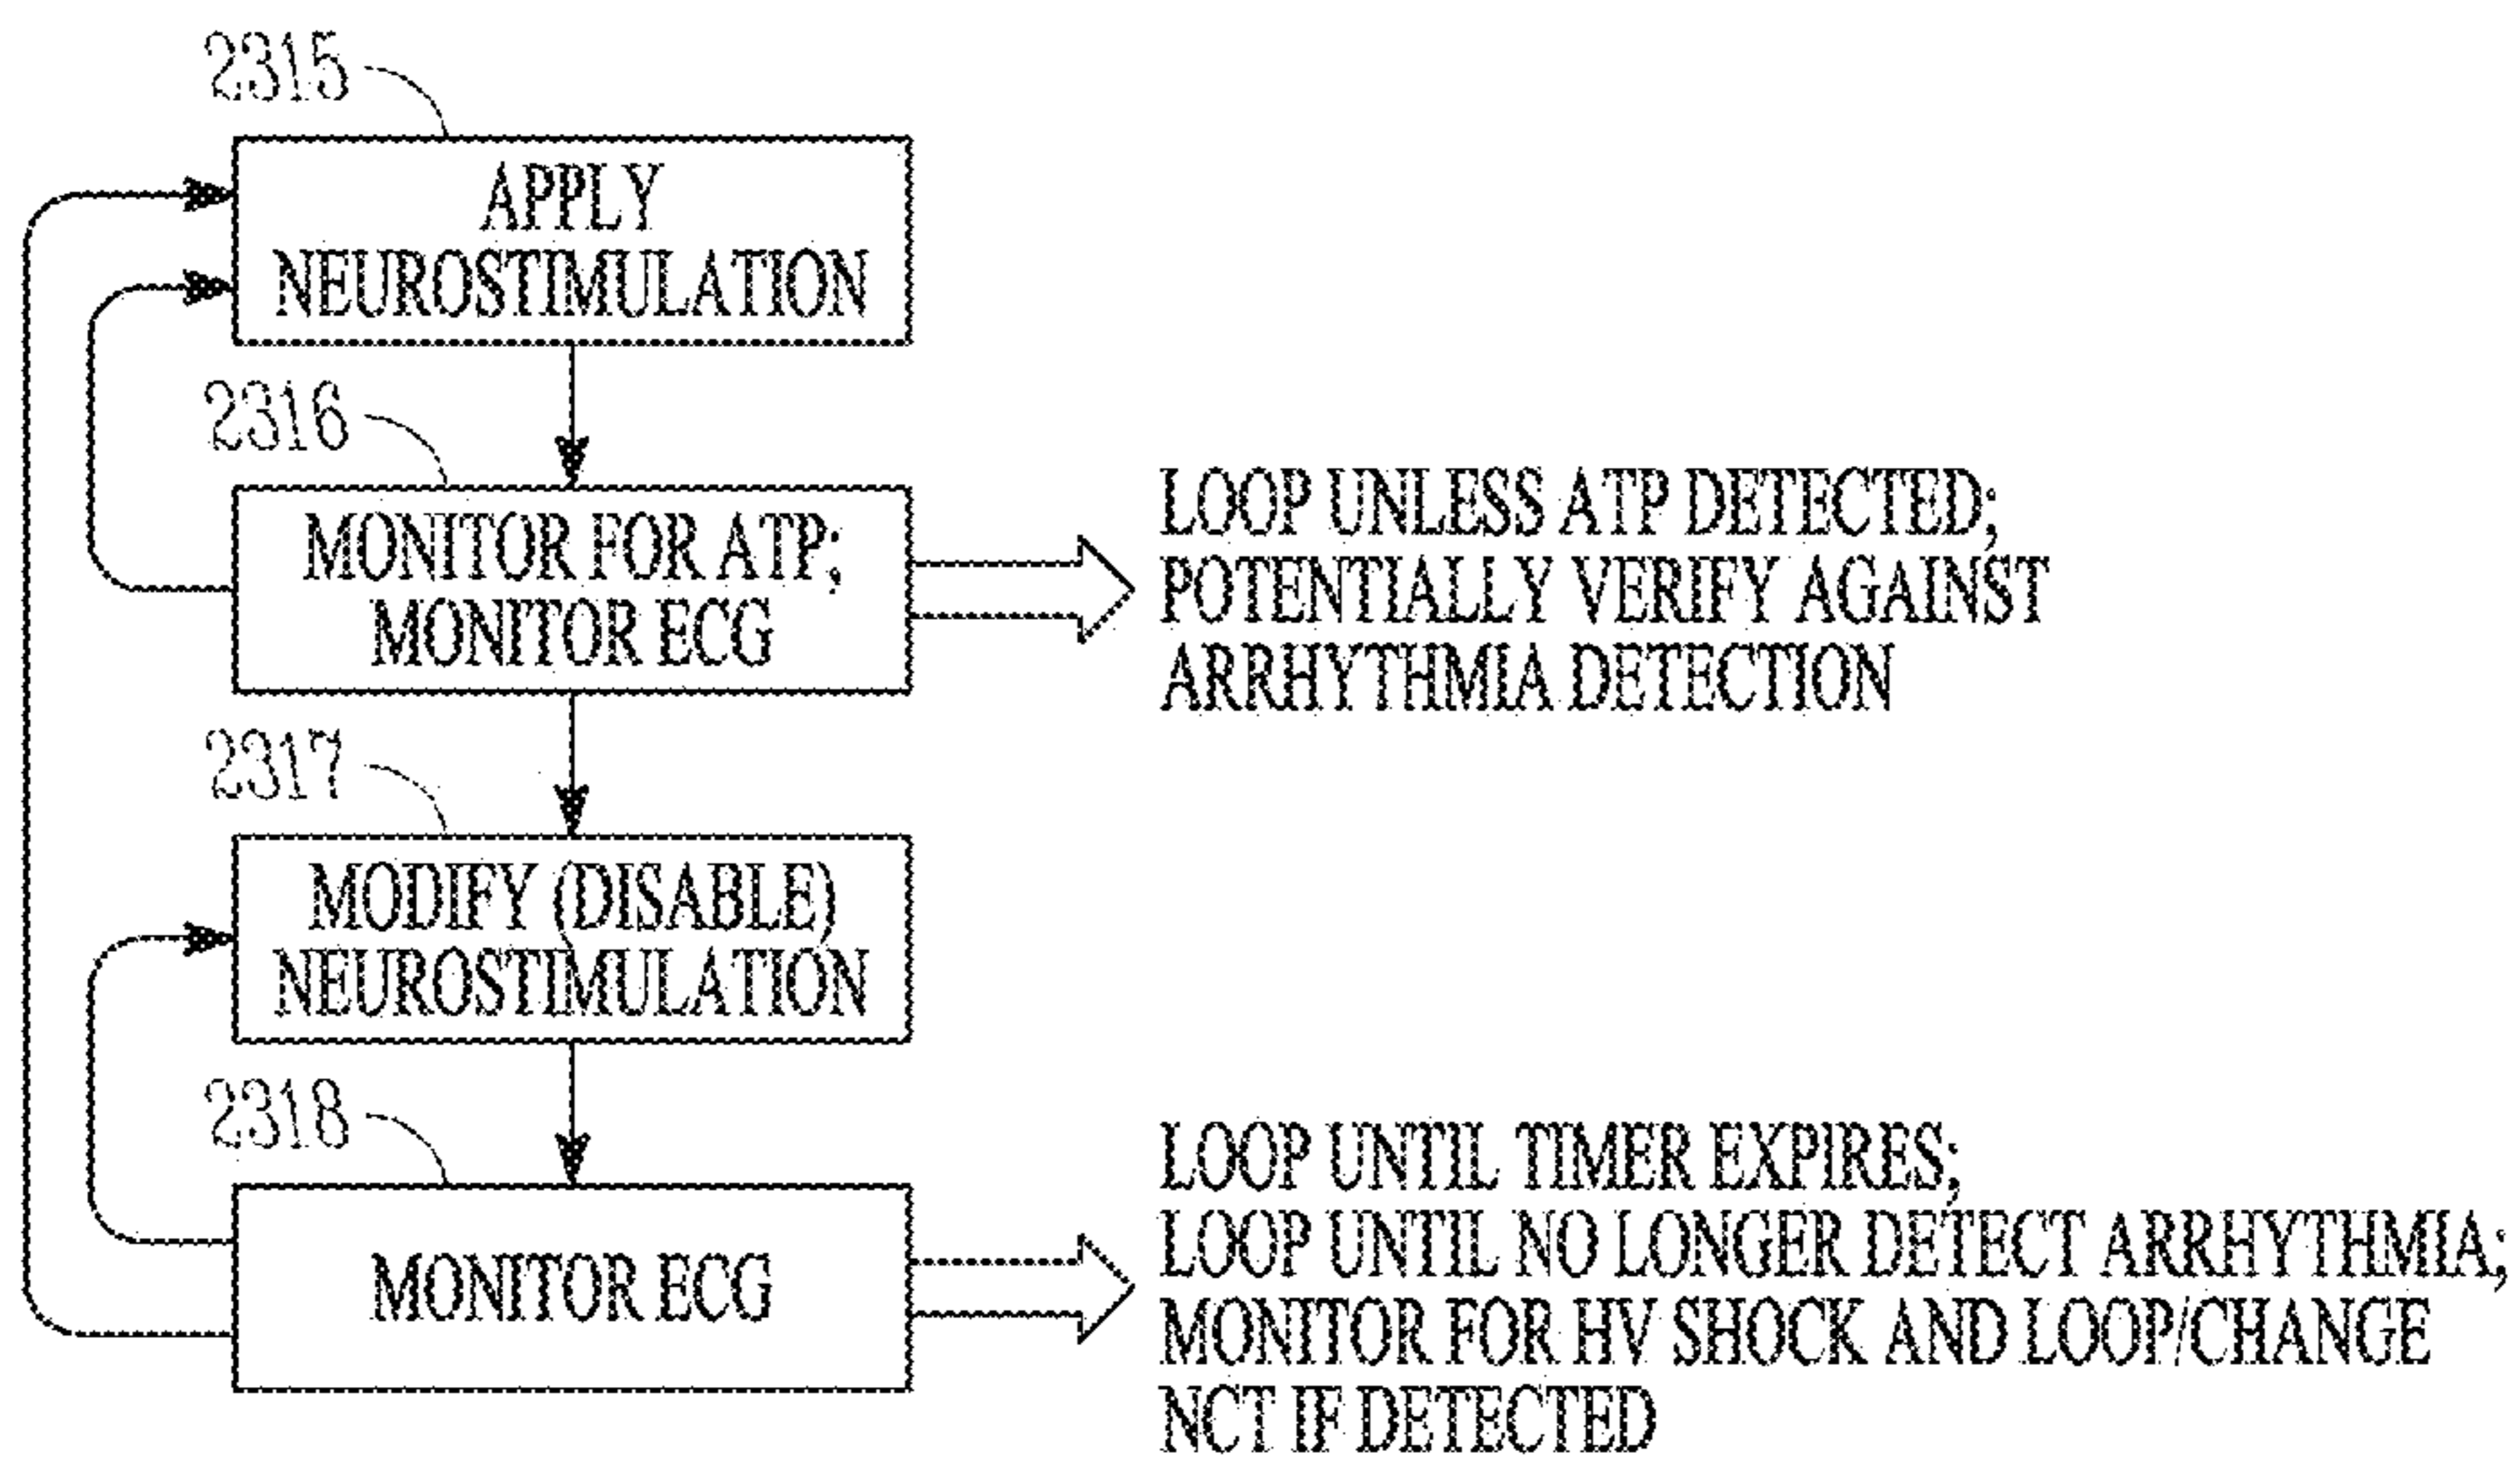 2315
APPLY
NEUROSTIMULATION
2316
MONITOR FOR ATP;
MONITOR ECG
LOOP UNLESS ATP DETECTED;
POTENTIALLY VERIFY AGAINST
ARRHYTHMIA DETECTION
2317
MODIFY (DISABLE)
NEUROSTIMULATION
2318
MONITOR ECG
LOOP UNTIL TIMER EXPIRES;
LOOP UNTIL NO LONGER DETECT ARRHYTHMIA;
MONITOR FOR HV SHOCK AND LOOP/CHANGE
NCT IF DETECTED